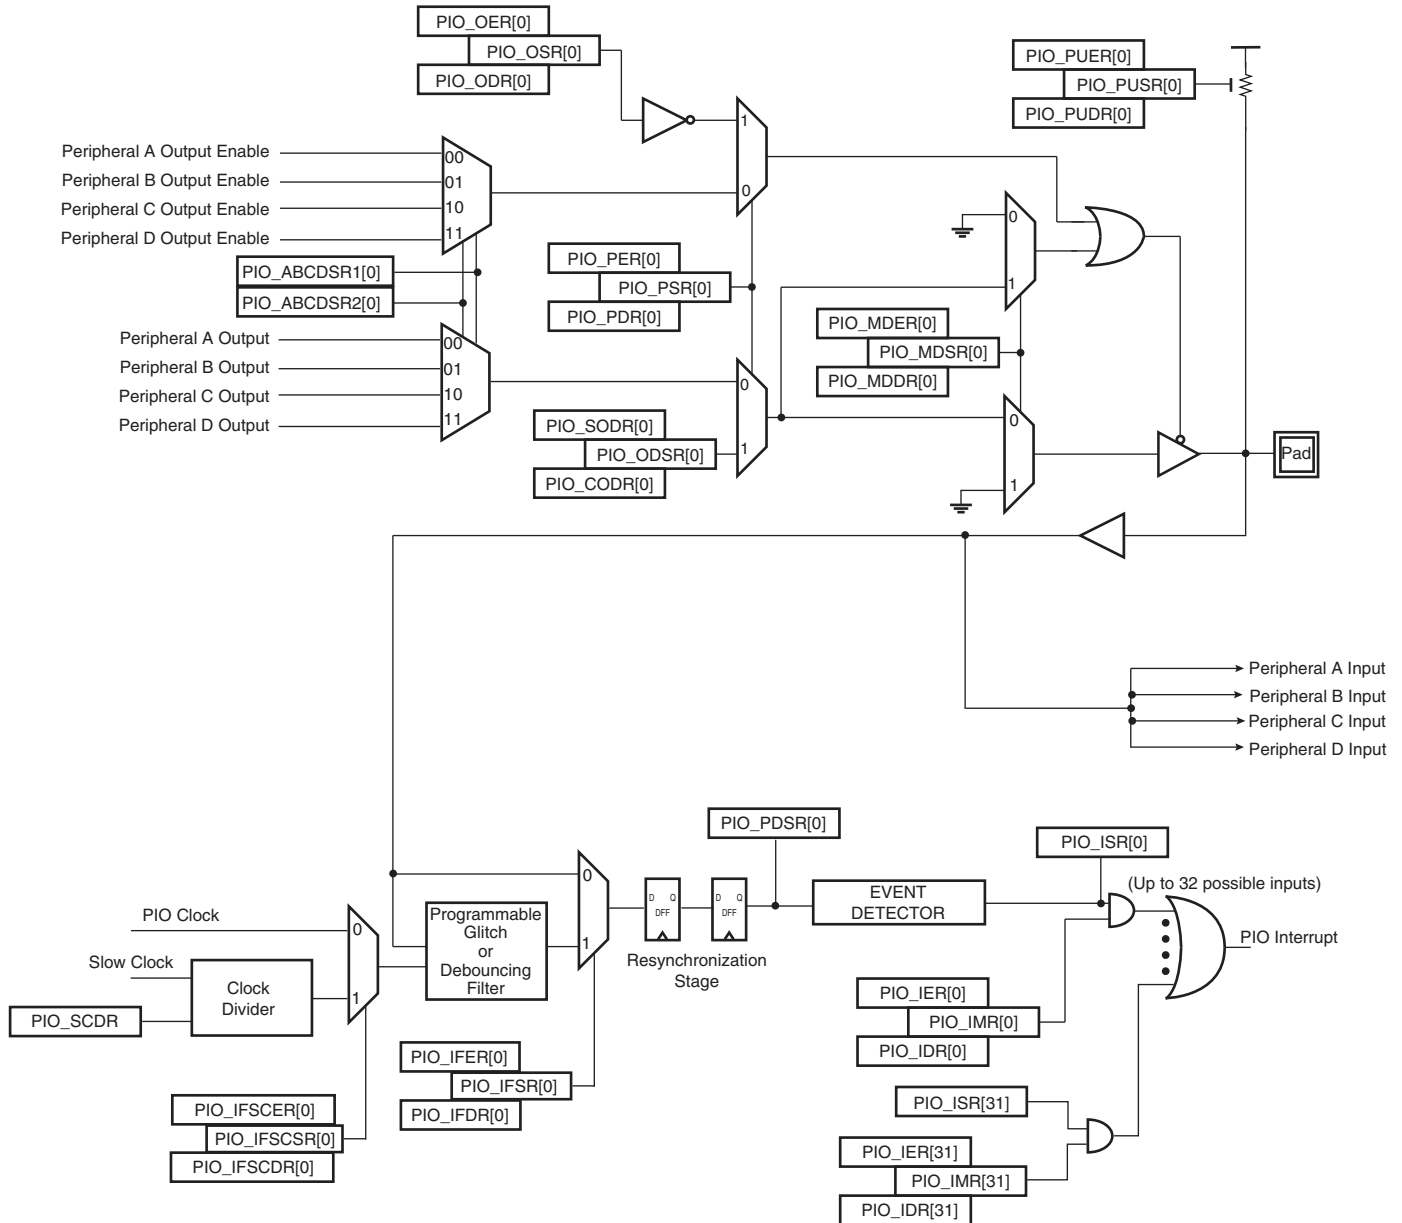 PIO_OER[0]
PIO_OSR[0]
PIO_ODR[0]
PIO_PUER[0]
PIO_PUSR[0]
PIO_PUDR[0]
1
0
Peripheral A Output Enable
Peripheral B Output Enable
Peripheral C Output Enable
Peripheral D Output Enable
00
01
10
11
PIO_ABCDSR1[0]
PIO_ABCDSR2[0]
PIO_PER[0]
PIO_PSR[0]
PIO_PDR[0]
0
1
PIO_MDER[0]
PIO_MDSR[0]
PIO_MDDR[0]
Peripheral A Output
Peripheral B Output
Peripheral C Output
Peripheral D Output
00
01
10
11
0
1
PIO_SODR[0]
PIO_ODSR[0]
PIO_CODR[0]
0
1
Pad
Peripheral A Input
Peripheral B Input
Peripheral C Input
Peripheral D Input
PIO_PDSR[0]
PIO_ISR[0]
(Up to 32 possible inputs)
PIO Clock
Slow Clock
Clock
Divider
PIO_SCDR
0
1
Programmable
Glitch
or
Debouncing
Filter
0
1
D Q
DFF
D Q
DFF
Resynchronization
Stage
EVENT
DETECTOR
PIO Interrupt
PIO_IER[0]
PIO_IMR[0]
PIO_IDR[0]
PIO_IFER[0]
PIO_IFSR[0]
PIO_IFDR[0]
PIO_IFSCER[0]
PIO_IFSCSR[0]
PIO_IFSCDR[0]
PIO_ISR[31]
PIO_IER[31]
PIO_IMR[31]
PIO_IDR[31]